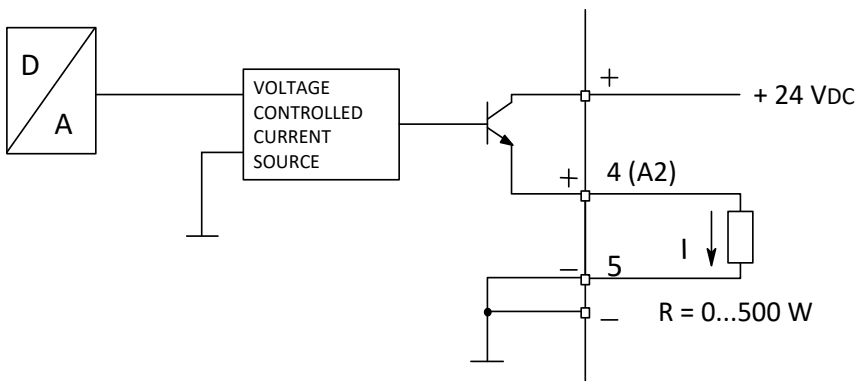 D
A
VOLTAGE
CONTROLLED
CURRENT
SOURCE
+
+ 24 VDC
+
4 (A2)
I
–
5
–
R = 0...500 W